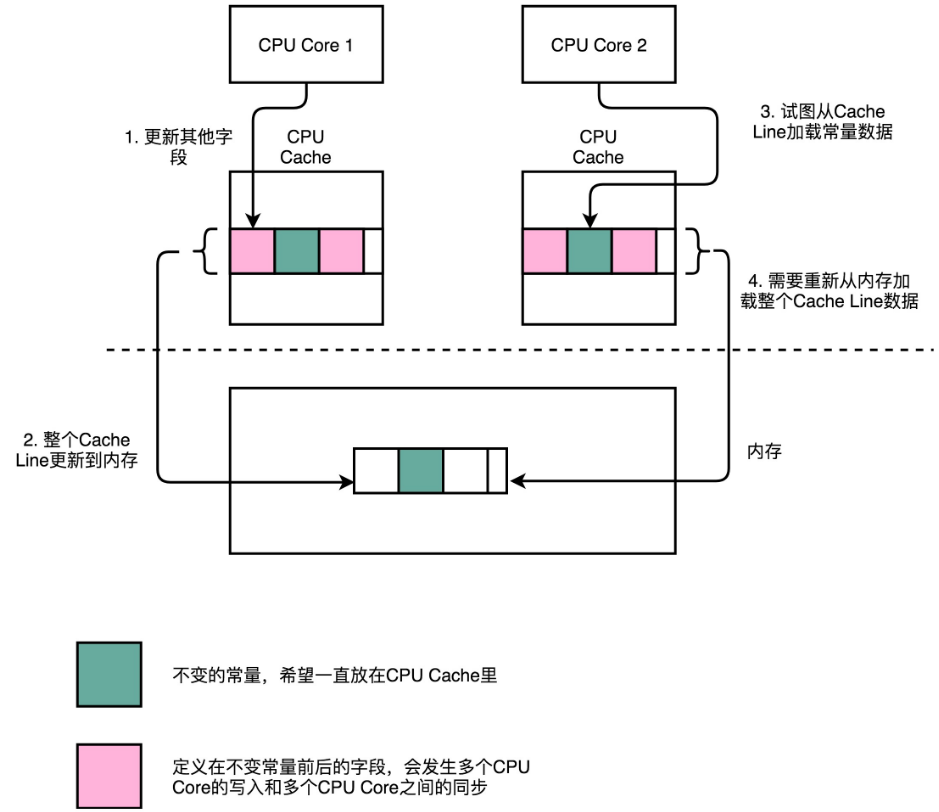 CPU Core 1
CPU Core 2
1. 更新其他字
段
CPU
Cache
CPU
Cache
3. 试图从Cache
Line加载常量数据
4. 需要重新从内存加
载整个Cache Line数据
2. 整个Cache
Line更新到内存
内存
不变的常量，希望一直放在CPU Cache里
定义在不变常量前后的字段，会发生多个CPU
Core的写入和多个CPU Core之间的同步